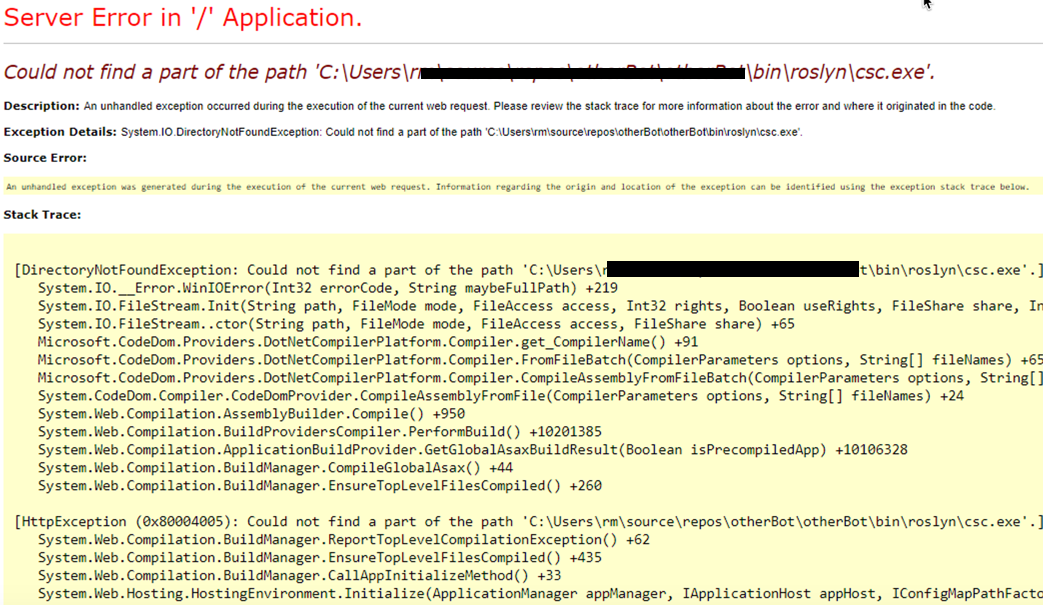 Server Error in '/' Application.
Could not find a part of the path 'C:\Users\r \bin\roslyn\csc.exe'.
Description: An unhandled exception occurred during the execution of the current web request. Please review the stack trace for more information about the error and where it originated in the code.
Exception Details: System.IO.DirectoryNotFoundException: Could not find a part of the path 'C:\Users\rm\source\repos\otherBot\otherBot\bin\roslyn\csc.exe'.
Source Error:
An unhandled exception was generated during the execution of the current web request. Information regarding the origin and location of the exception can be identified using the exception stack trace below.
Stack Trace:
[DirectoryNotFoundException: Could not find a part of the path 'C:\Users\r t\bin\roslyn\csc.exe'.]
System.IO.__Error.WinIOError(Int32 errorCode, String maybeFullPath) +219
System.IO.FileStream.Init(String path, FileMode mode, FileAccess access, Int32 rights, Boolean useRights, FileShare share, In
System.IO.FileStream..ctor(String path, FileMode mode, FileAccess access, FileShare share) +65
Microsoft.CodeDom.Providers.DotNetCompilerPlatform.Compiler.get_CompilerName() +91
Microsoft.CodeDom.Providers.DotNetCompilerPlatform.Compiler.FromFileBatch(CompilerParameters options, String[] fileNames) +65
Microsoft.CodeDom.Providers.DotNetCompilerPlatform.Compiler.CompileAssemblyFromFileBatch(CompilerParameters options, String[]
System.CodeDom.Compiler.CodeDomProvider.CompileAssemblyFromFile(CompilerParameters options, String[] fileNames) +24
System.Web.Compilation.AssemblyBuilder.Compile() +950
System.Web.Compilation.BuildProvidersCompiler.PerformBuild() +10201385
System.Web.Compilation.ApplicationBuildProvider.GetGlobalAsaxBuildResult(Boolean isPrecompiledApp) +10106328
System.Web.Compilation.BuildManager.CompileGlobalAsax() +44
System.Web.Compilation.BuildManager.EnsureTopLevelFilesCompiled() +260
[HttpException (0x80004005): Could not find a part of the path 'C:\Users\rm\source\repos\otherBot\otherBot\bin\roslyn\csc.exe'.]
System.Web.Compilation.BuildManager.ReportTopLevelCompilationException() +62
System.Web.Compilation.BuildManager.EnsureTopLevelFilesCompiled() +435
System.Web.Compilation.BuildManager.CallAppInitializeMethod() +33
System.Web.Hosting.HostingEnvironment.Initialize(ApplicationManager appManager, IApplicationHost appHost, IConfigMapPathFacto